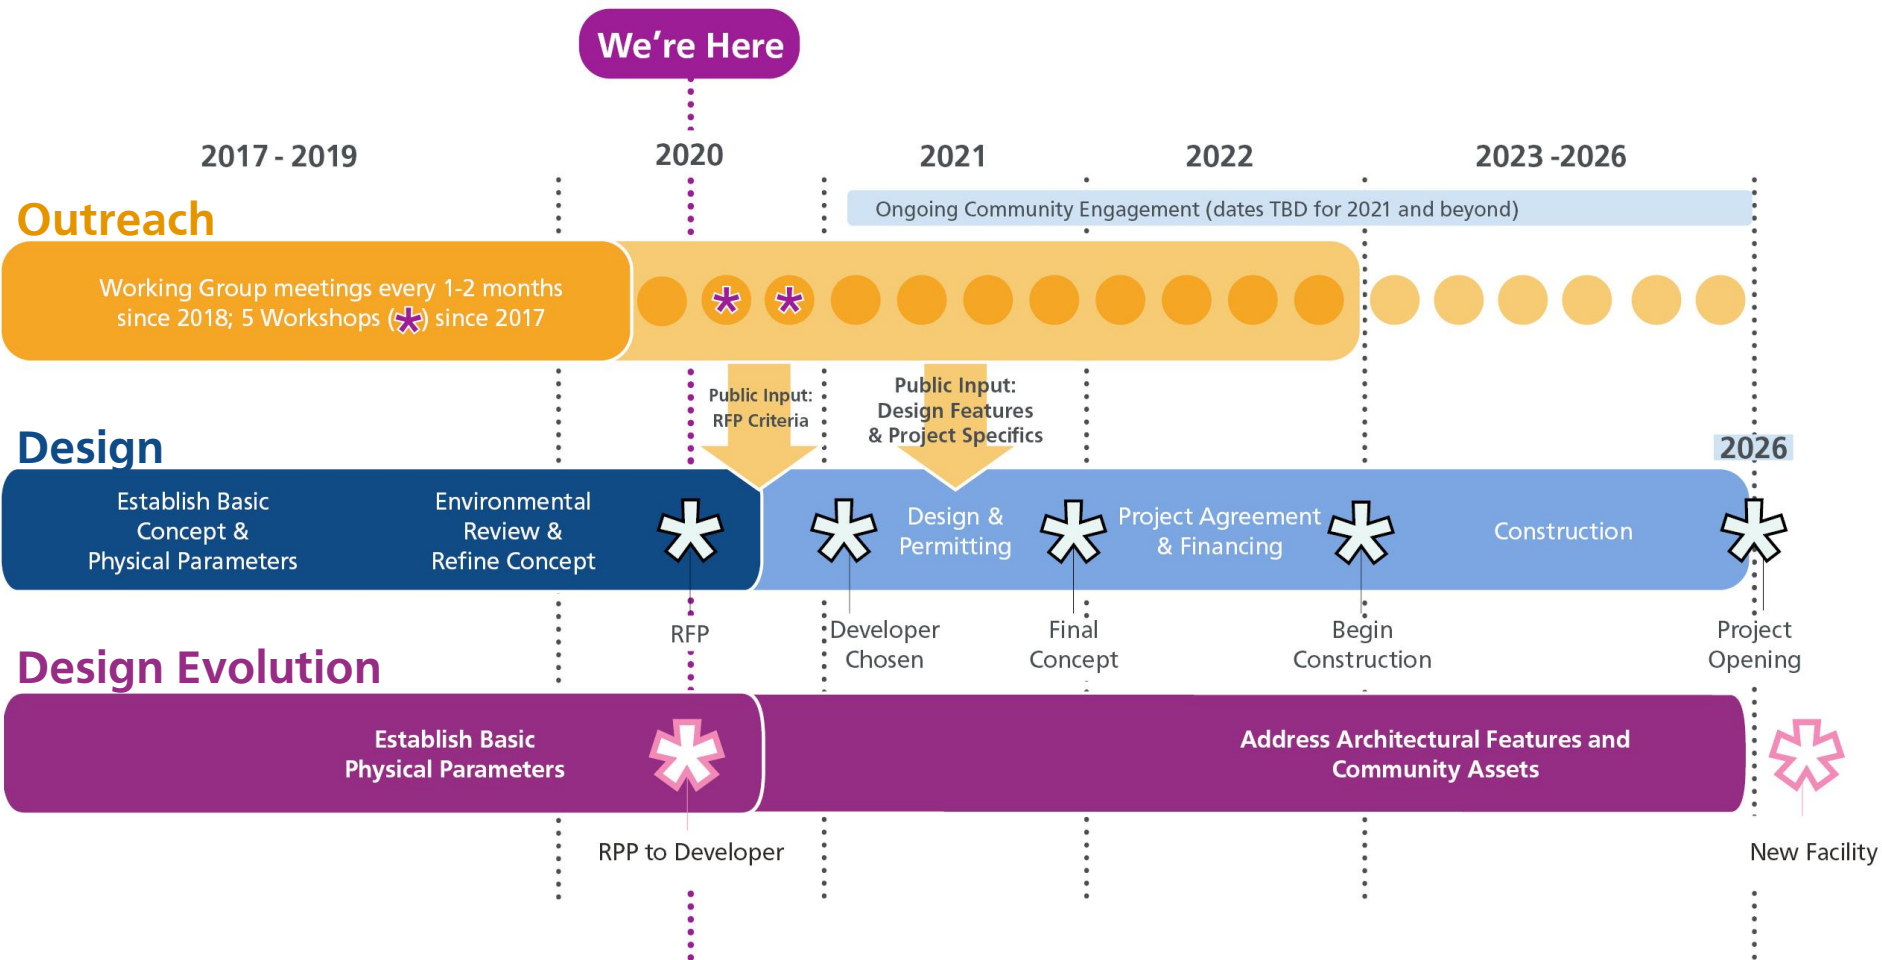 We're Here
2017 - 2019
2020
2021
2022
2023 -2026
Ongoing Community Engagement (dates TBD for 2021 and beyond)
Outreach
Working Group meetings every 1-2 months
since 2018; 5 Workshops (*) since 2017
* *
Public Input:
RFP Criteria
Public Input:
Design Features
& Project Specifics
Design
2026
Establish Basic
Concept &
Physical Parameters
Environmental
Review &
Refine Concept
Design &
Permitting
Project Agreement
& Financing
Construction
RFP
Developer
Chosen
Final
Concept
Begin
Construction
Project
Opening
Design Evolution
Establish Basic
Physical Parameters
Address Architectural Features and
Community Assets
RPP to Developer
New Facility